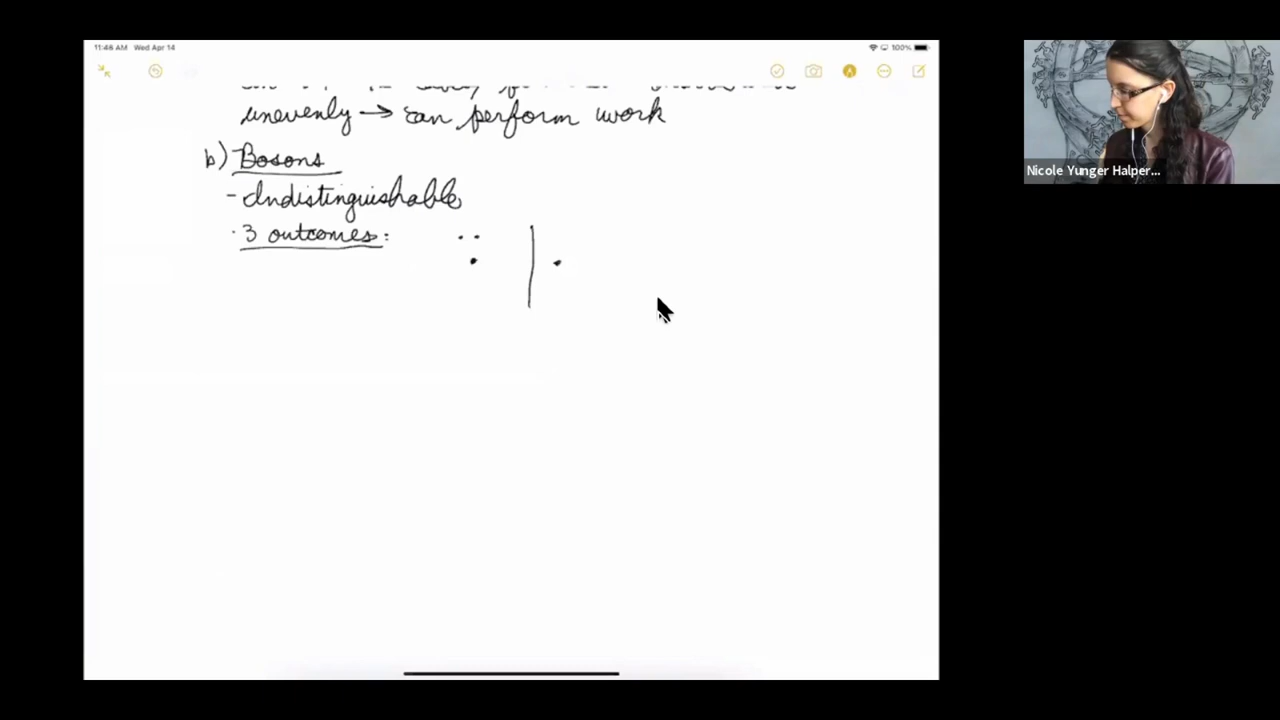 11:46 AM Wed Apr 14
100%
unevenly → can perform work
b) Bosons
- Indistinguishable
· 3 outcomes:
Nicole Yunger Halper...